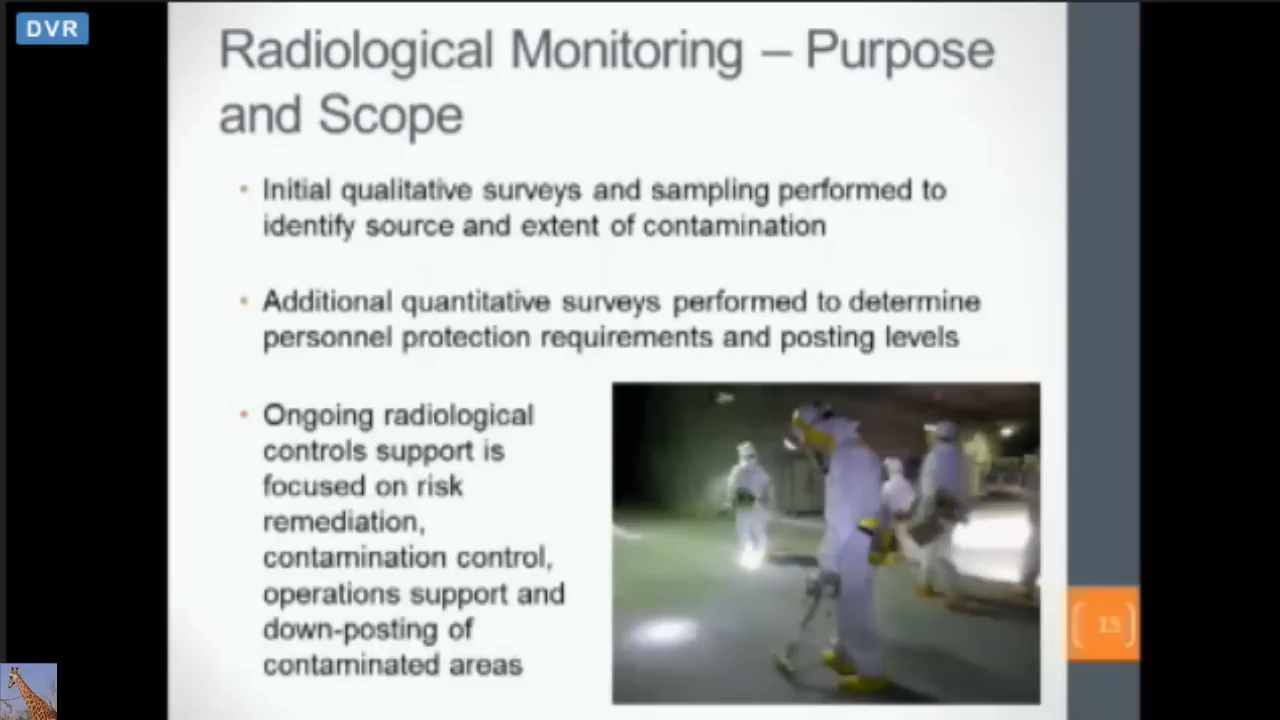 DVR
Radiological Monitoring – Purpose
and Scope
• Initial qualitative surveys and sampling performed to
identify source and extent of contamination
• Additional quantitative surveys performed to determine
personnel protection requirements and posting levels
• Ongoing radiological
controls support is
focused on risk
remediation,
contamination control,
operations support and
down-posting of
contaminated areas
15